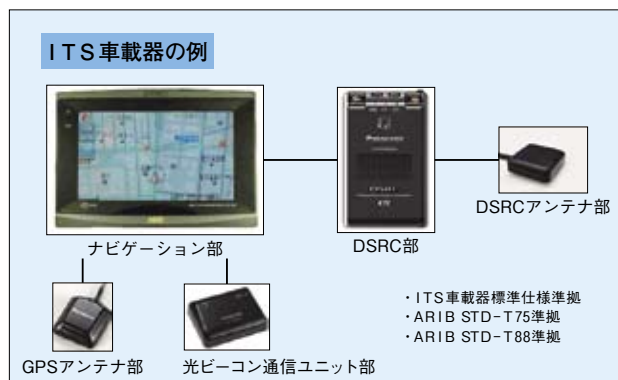 ITS車載器の例
ナビゲーション部
DSRC部
DSRCアンテナ部
GPSアンテナ部
光ビーコン通信ユニット部
・ITS車載器標準仕様準拠
・ARIB STD-T75準拠
・ARIB STD-T88準拠